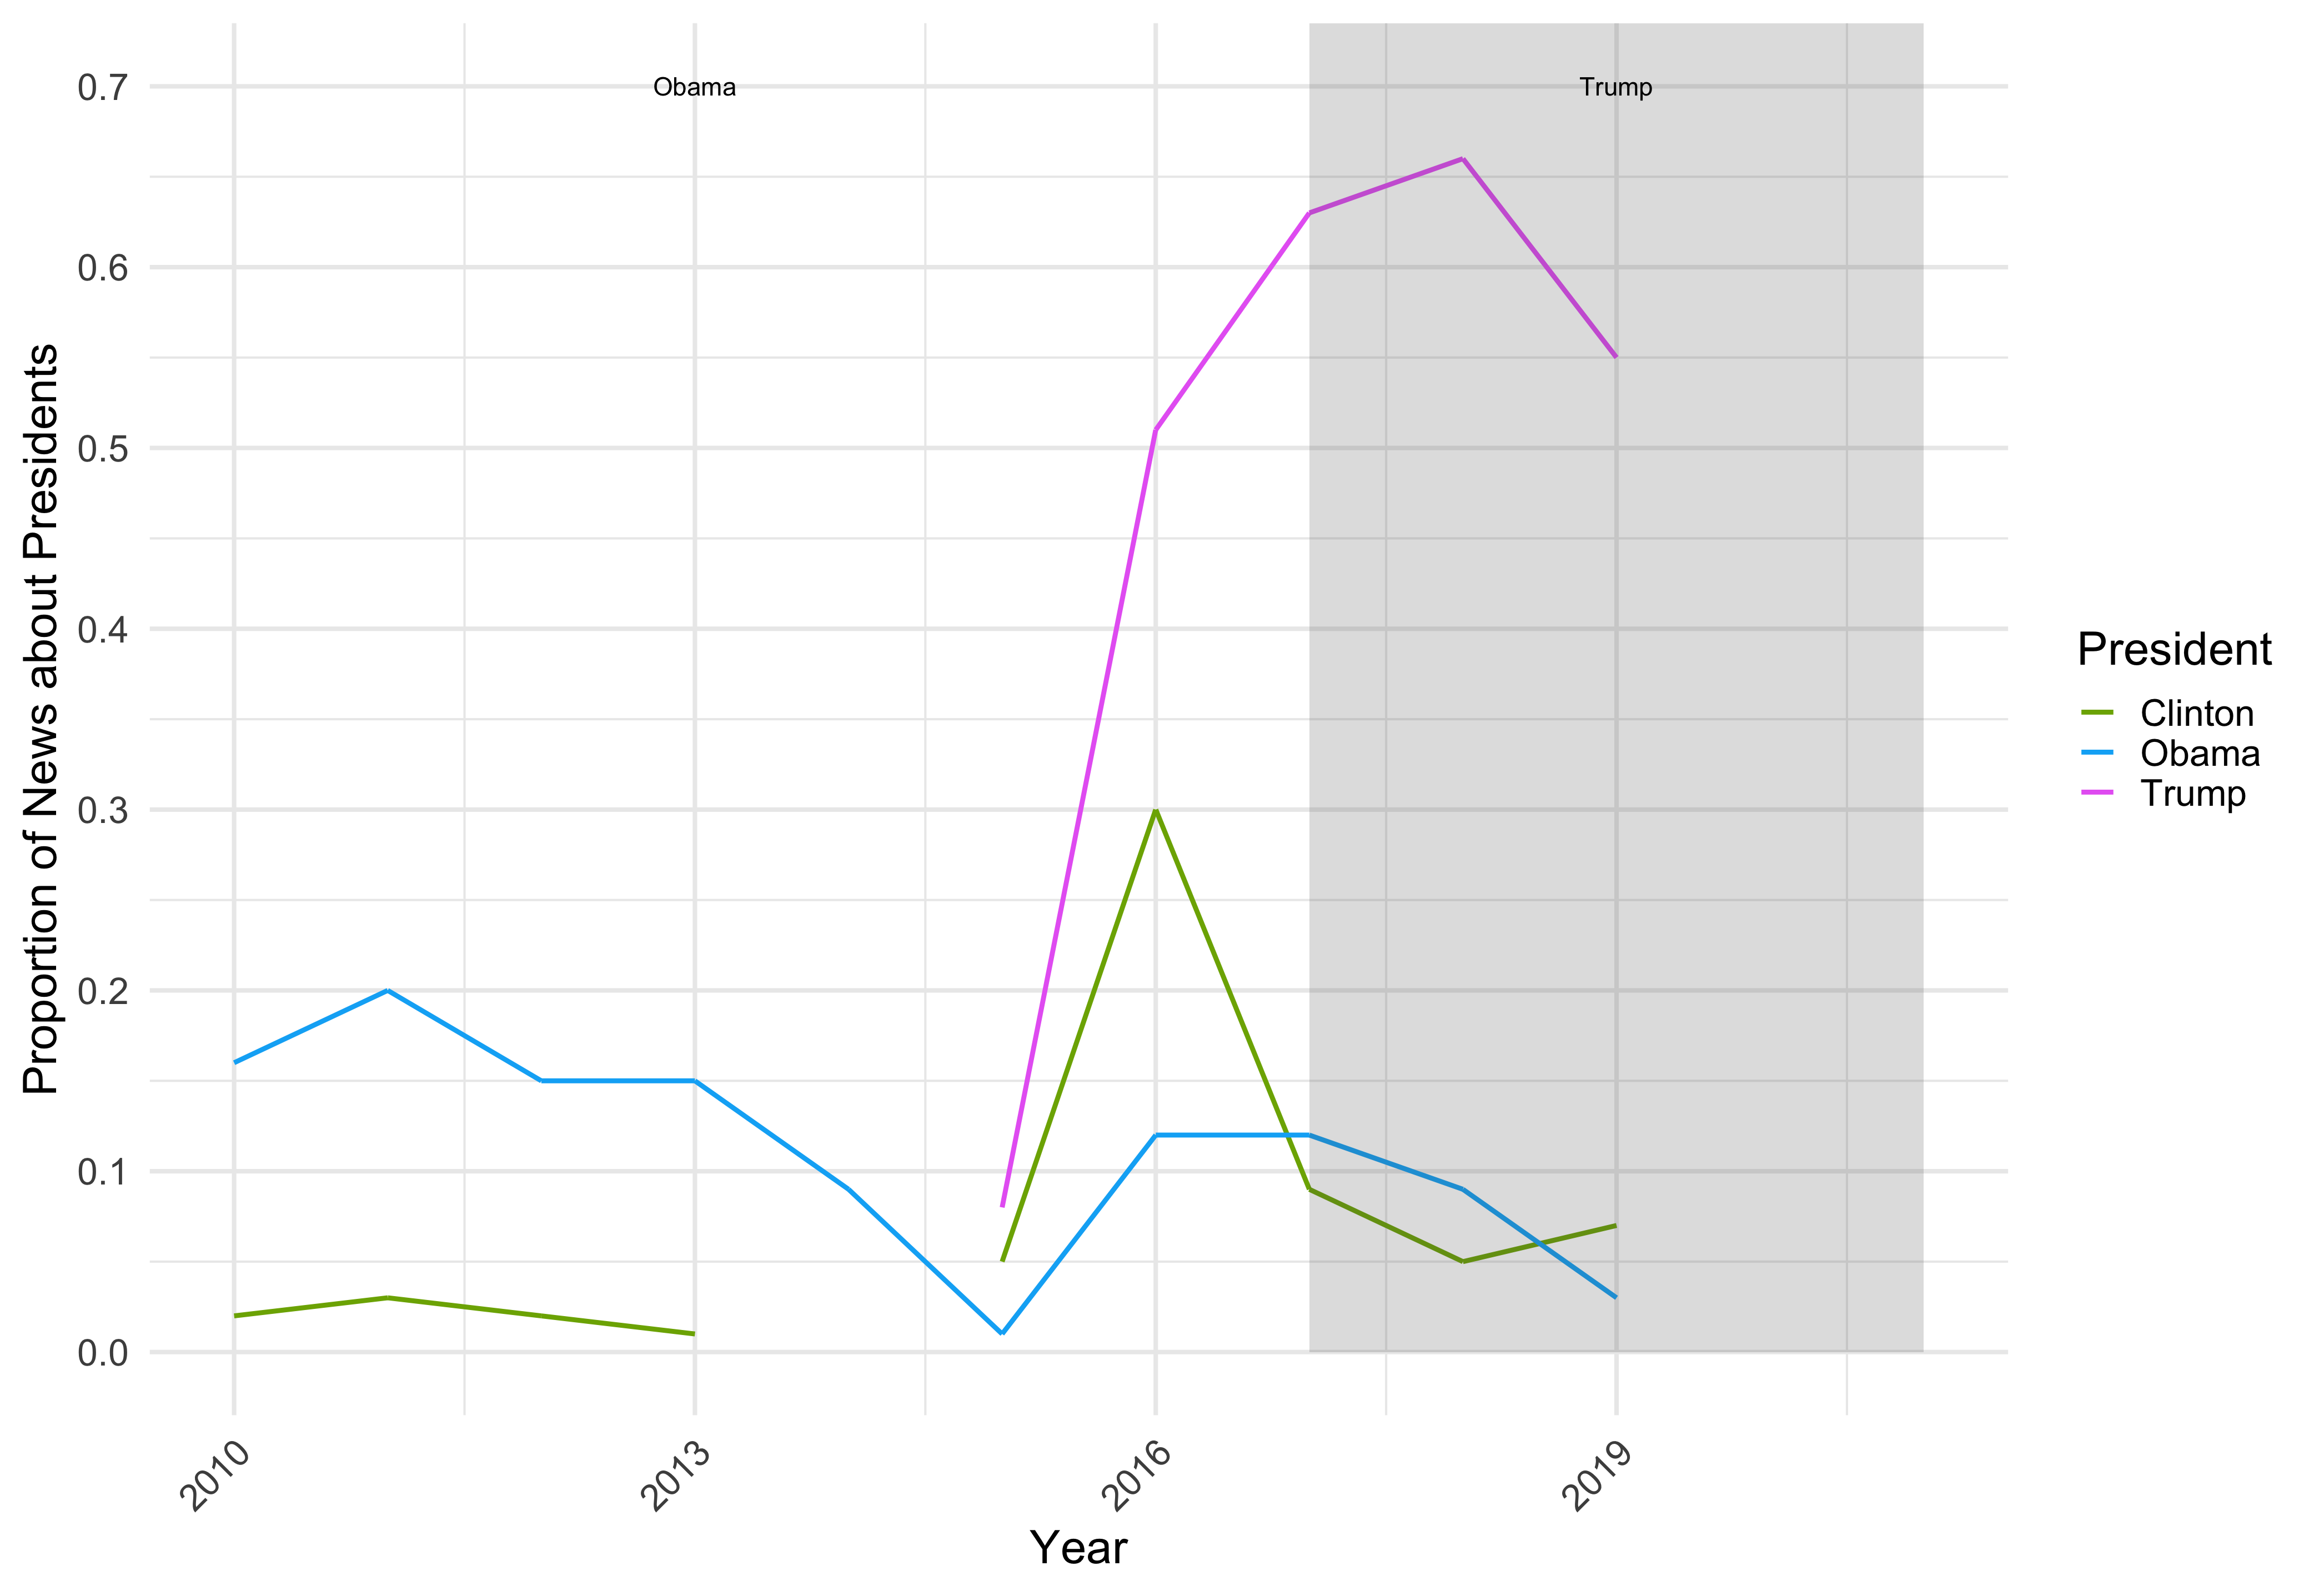 Obama
Trump
0.7
0.6
0.5
0.4
0.3
0.2
0.1
0.0
Proportion of News about Presidents
2010
2013
2016
2019
Year
President
Clinton
Obama
Trump